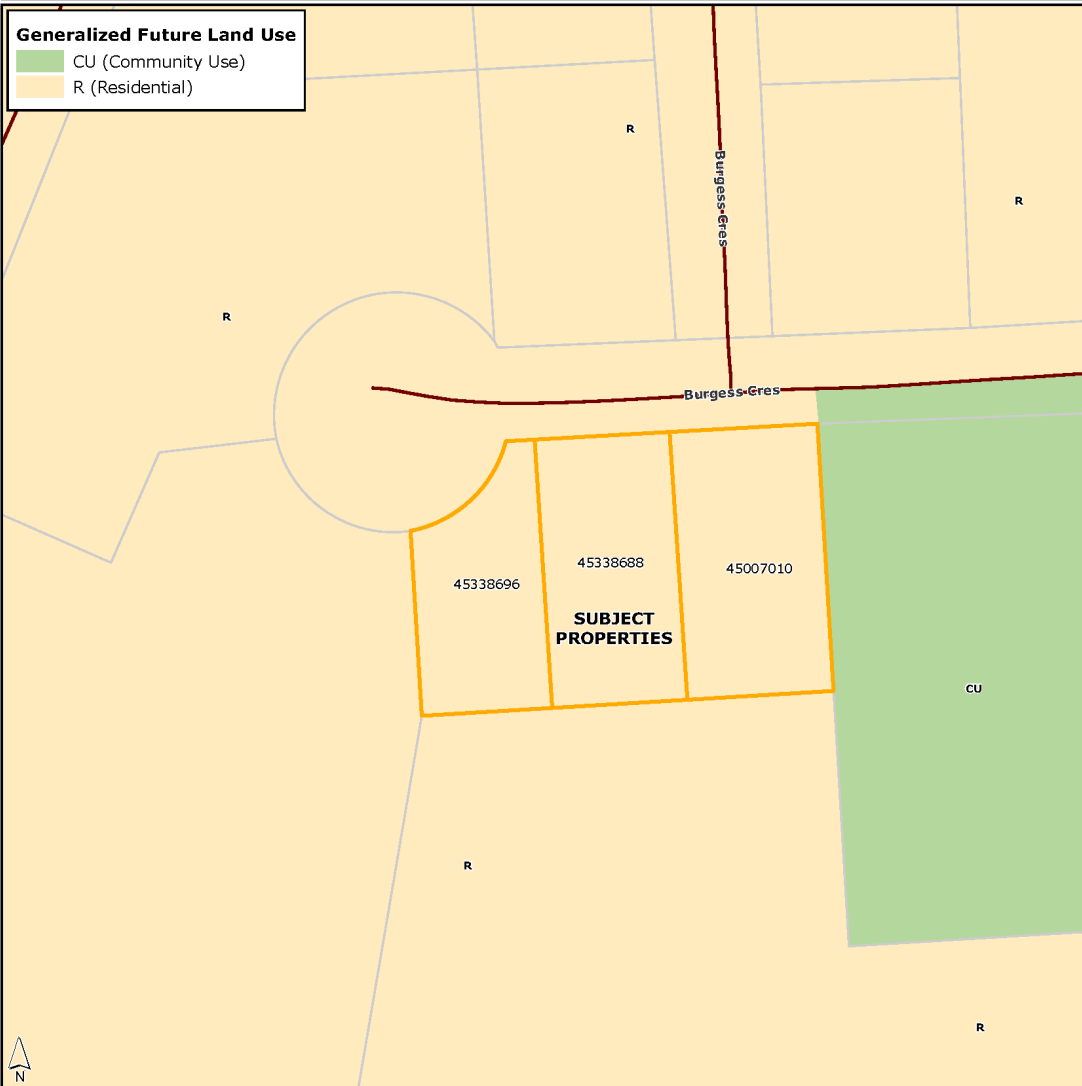 Generalized Future Land Use
CU (Community Use)
R (Residential)
R
Burgess Cres
R
R
Burgess Cres
45338688
45007010
45338696
SUBJECT
PROPERTIES
CU
R
R
N